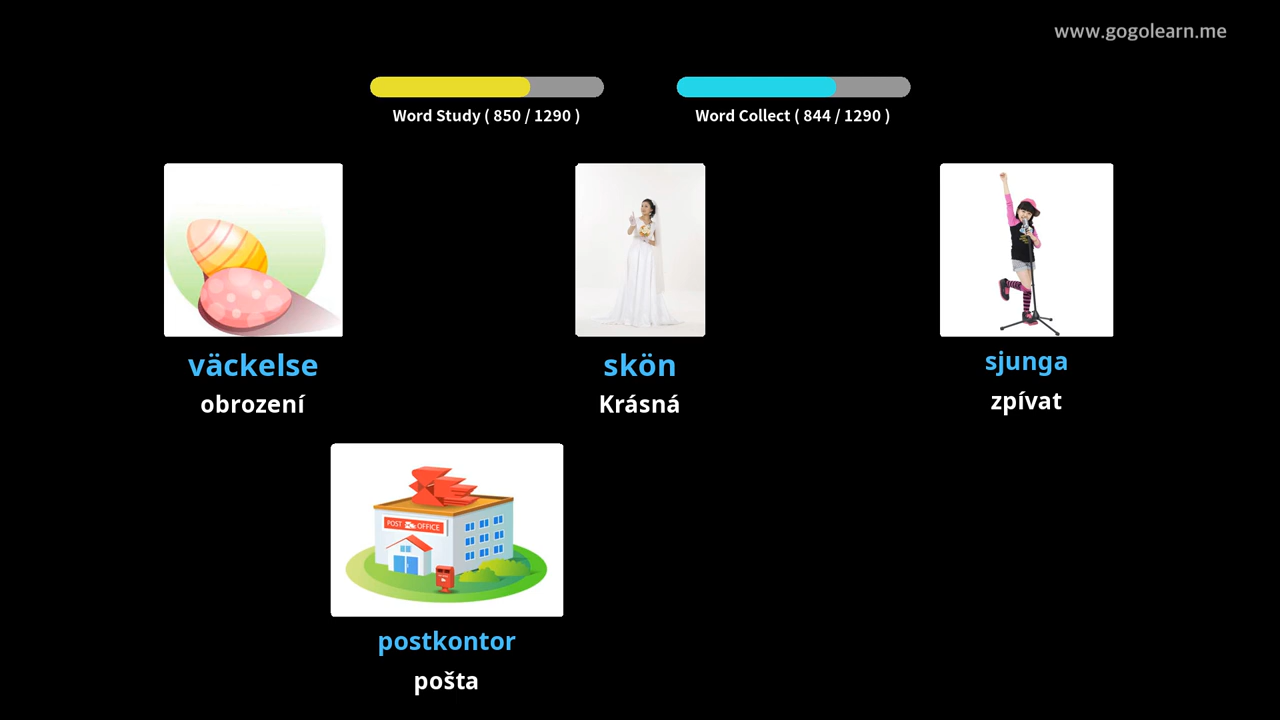 www.gogolearn.me
Word Study ( 850 / 1290 )
Word Collect ( 844 / 1290 )
väckelse
obrození
skön
Krásná
sjunga
zpívat
POST OFFICE
postkontor
pošta